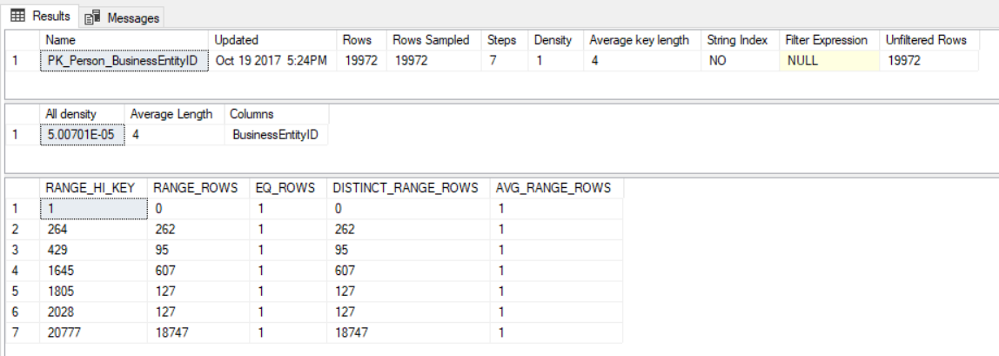 Results Messages
Name Updated Rows Rows Sampled Steps Density Average key length String Index Filter Expression Unfiltered Rows
1 PK_Person_BusinessEntityID Oct 19 2017 5:24PM 19972 19972 7 1 4 NO NULL 19972
All density Average Length Columns
1 5.00701E-05 4 BusinessEntityID
RANGE_HI_KEY RANGE_ROWS EQ_ROWS DISTINCT_RANGE_ROWS AVG_RANGE_ROWS
1 1 0 1 0 1
2 264 262 1 262 1
3 429 95 1 95 1
4 1645 607 1 607 1
5 1805 127 1 127 1
6 2028 127 1 127 1
7 20777 18747 1 18747 1